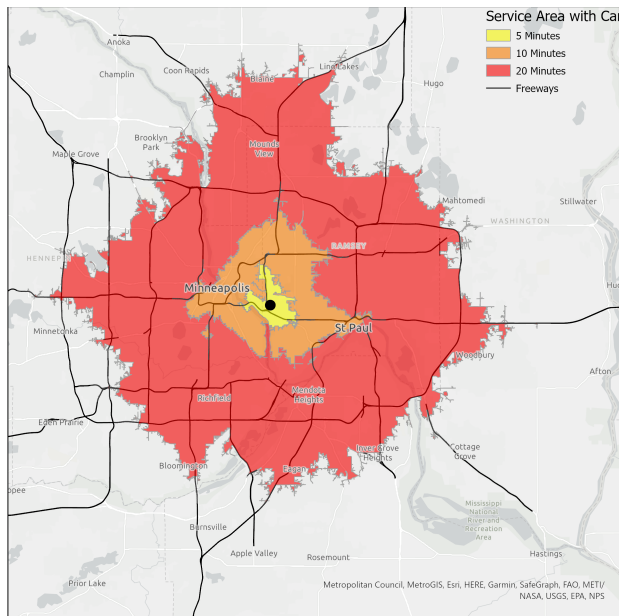 Service Area with Car
5 Minutes
10 Minutes
20 Minutes
Freeways
Anoka
Champlin
Coon Rapids
Blaine
Lino Lakes
Hugo
Brooklyn
Park
Mounds
View
Maple Grove
Mahtomedi
Stillwater
WASHINGTON
RAMSEY
HENNEP
Minneapolis
St.Paul
Minnetonka
Woodbury
Afton
Richfield
Mendota
Heights
Eden Prairie
Cottage
Grove
Inver Grove
Heights
Bloomington
Eagan
opee
Mississippi
National
River and
Recreation
Area
Burnsville
Apple Valley
Rosemount
Hastings
Prior Lake
Metropolitan Council, MetroGIS, Esri, HERE, Garmin, SafeGraph, FAO, METI/
NASA, USGS, EPA, NPS